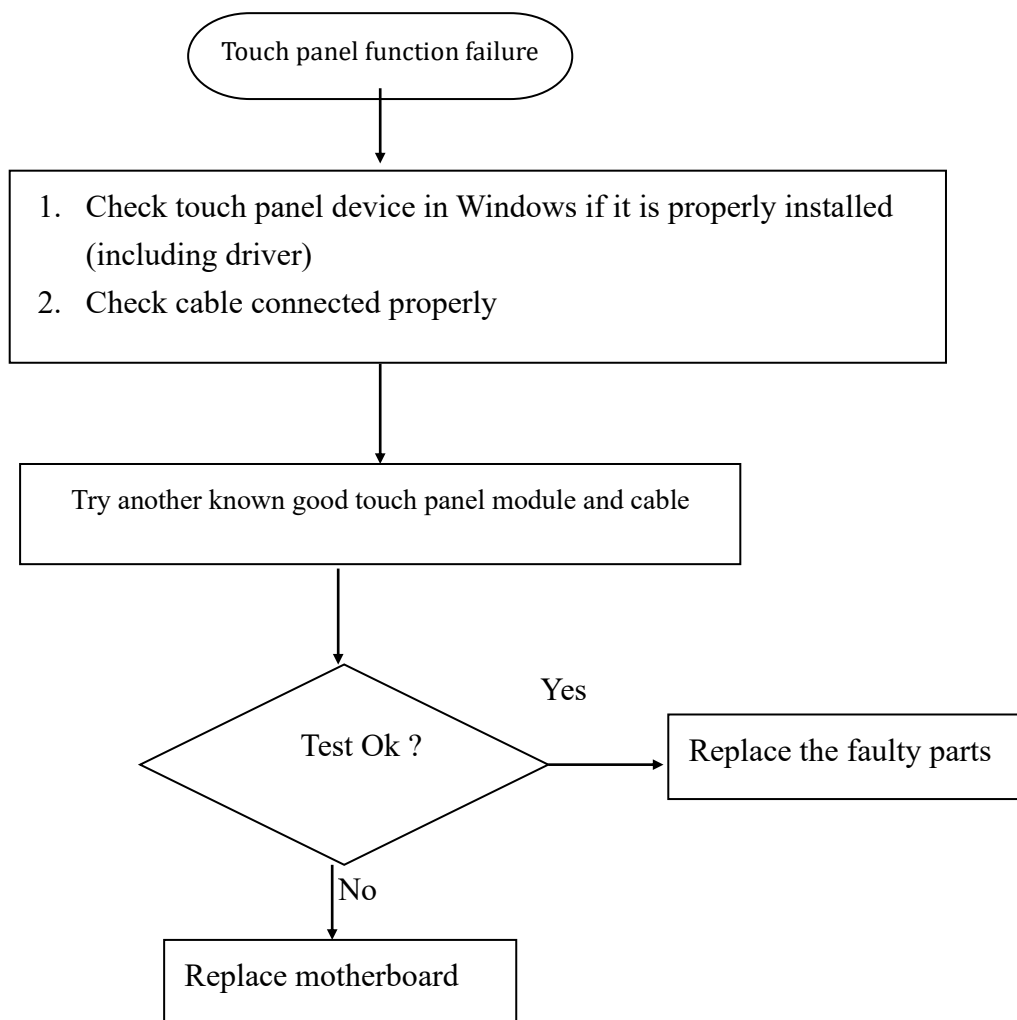 Touch panel function failure
1. Check touch panel device in Windows if it is properly installed
(including driver)
2. Check cable connected properly
Try another known good touch panel module and cable
Yes
Test Ok ?
Replace the faulty parts
No
Replace motherboard